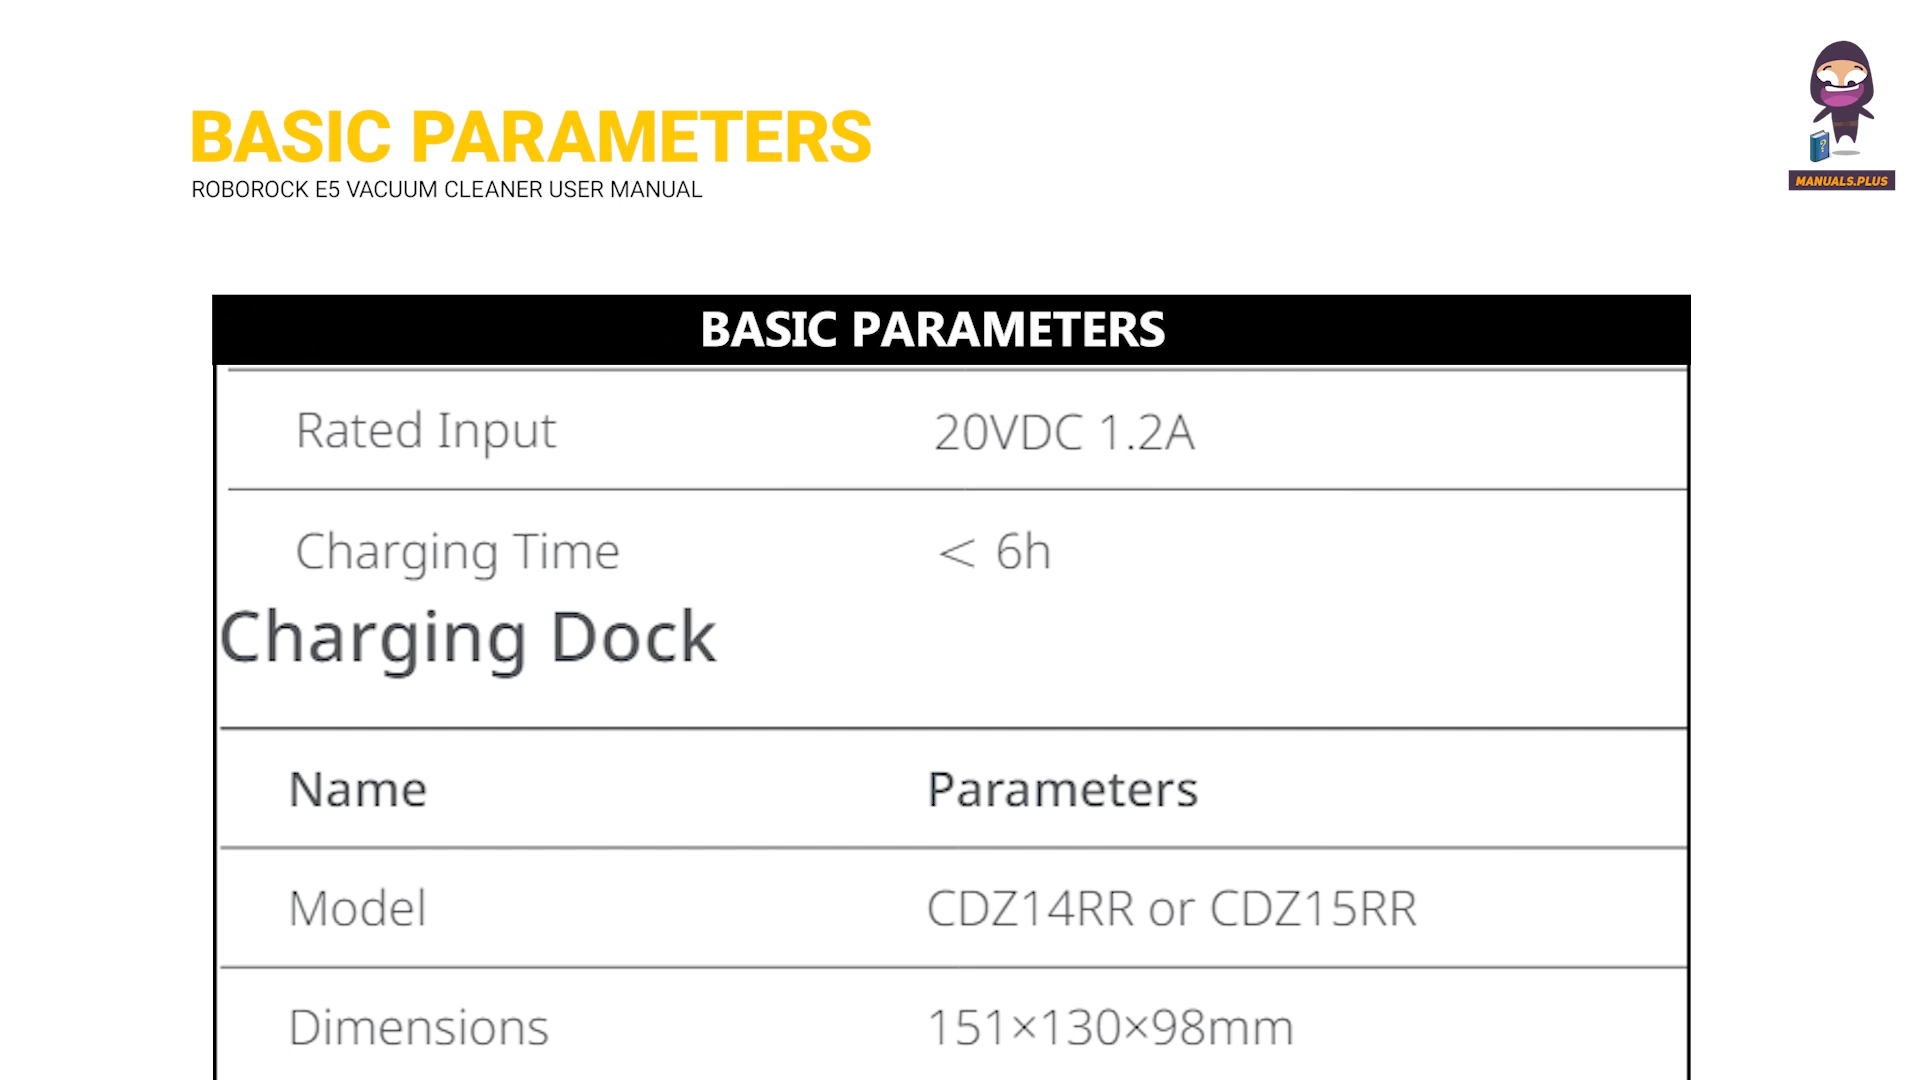 BASIC PARAMETERS
ROBOROCK E5 VACUUM CLEANER USER MANUAL
?
MANUALS.PLUS
BASIC PARAMETERS
Rated Input 20VDC 1.2A
Charging Time < 6h
Charging Dock
Name Parameters
Model CDZ14RR or CDZ15RR
Dimensions 151×130×98mm